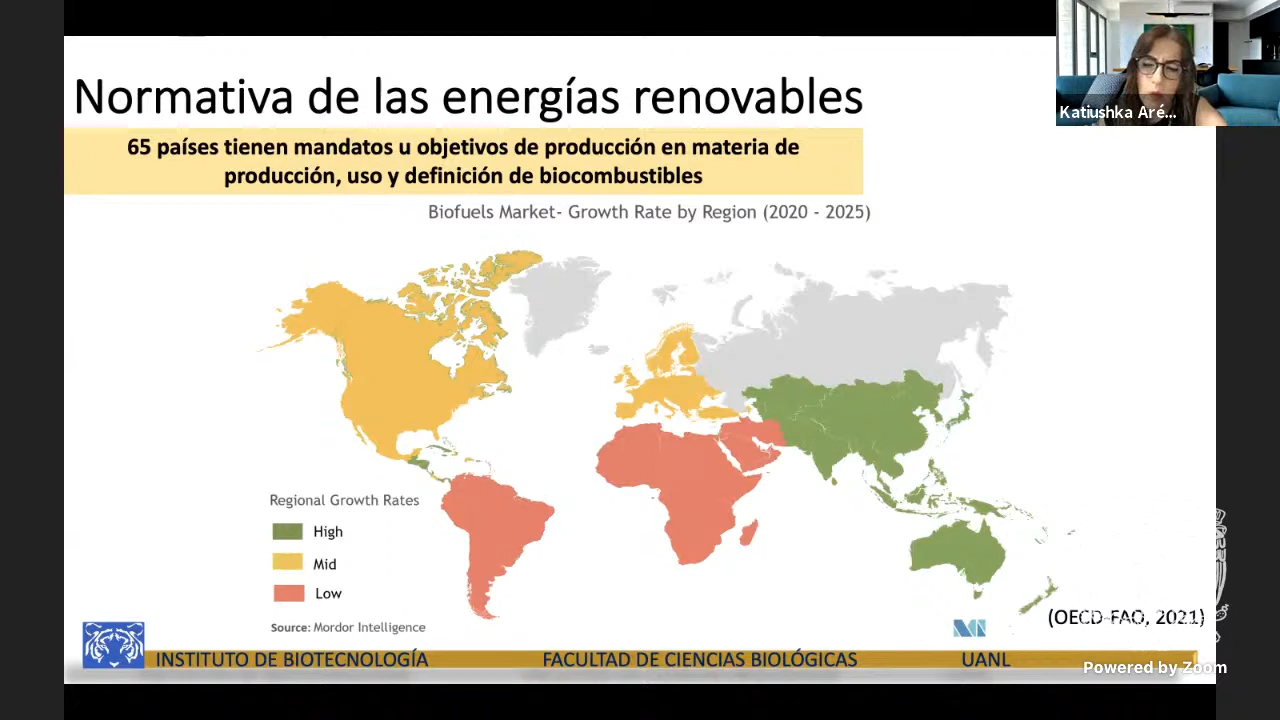 Normativa de las energías renovables
Katiushka Aré...
65 países tienen mandatos u objetivos de producción en materia de
producción, uso y definición de biocombustibles
Biofuels Market- Growth Rate by Region (2020 - 2025)
Regional Growth Rates
High
Mid
Low
Source: Mordor Intelligence
(OECD-FAO, 2021)
INSTITUTO DE BIOTECNOLOGÍA FACULTAD DE CIENCIAS BIOLÓGICAS UANL
Powered by Zoom